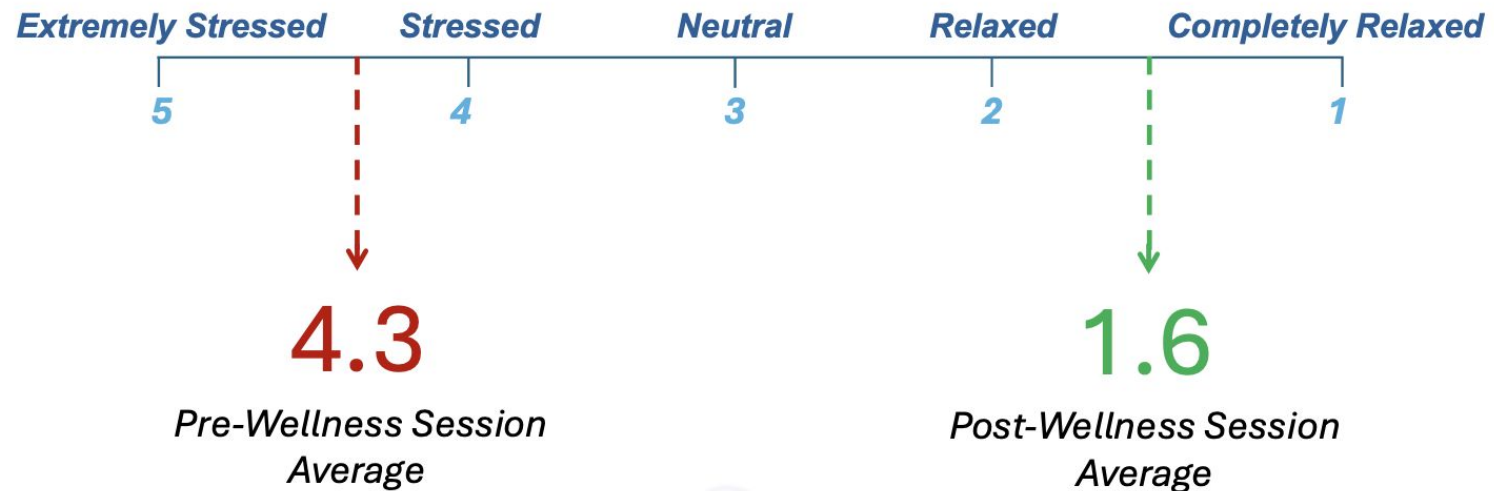 Extremely Stressed Stressed Neutral Relaxed Completely Relaxed
5 4 3 2 1
4.3 1.6
Pre-Wellness Session Average
Post-Wellness Session Average